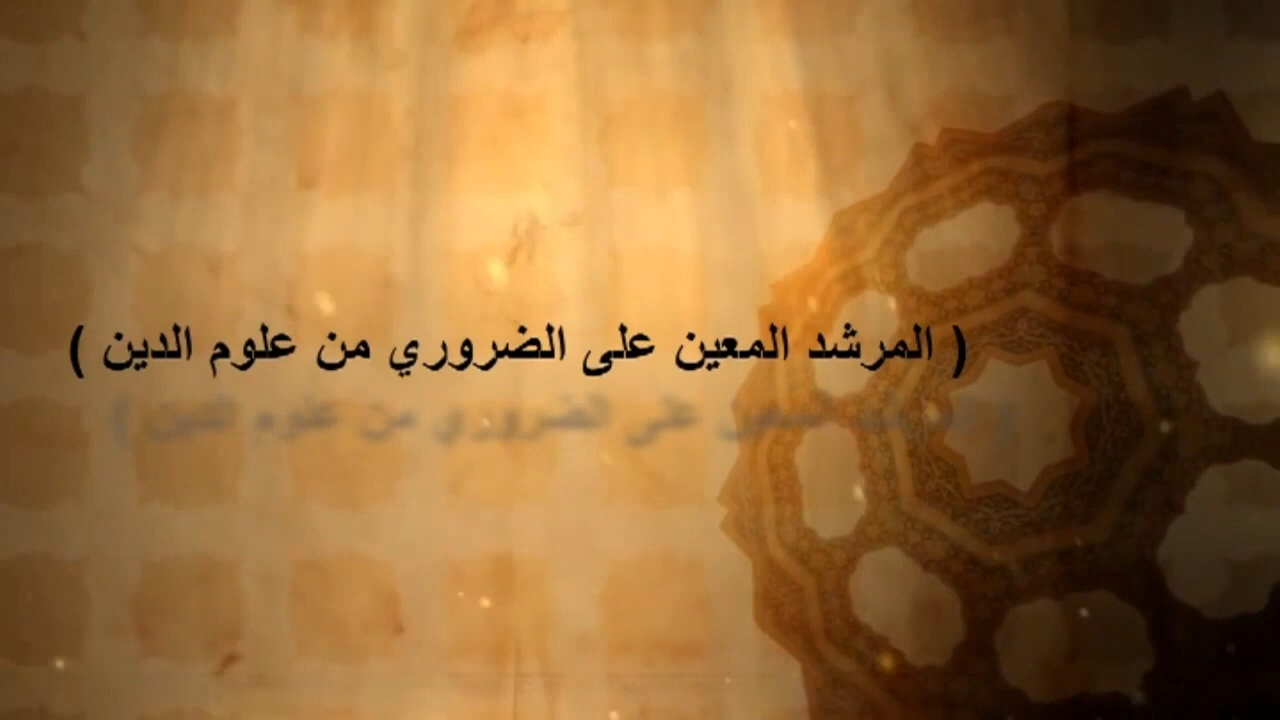 ( المرشد المعين على الضروري من علوم الدين )